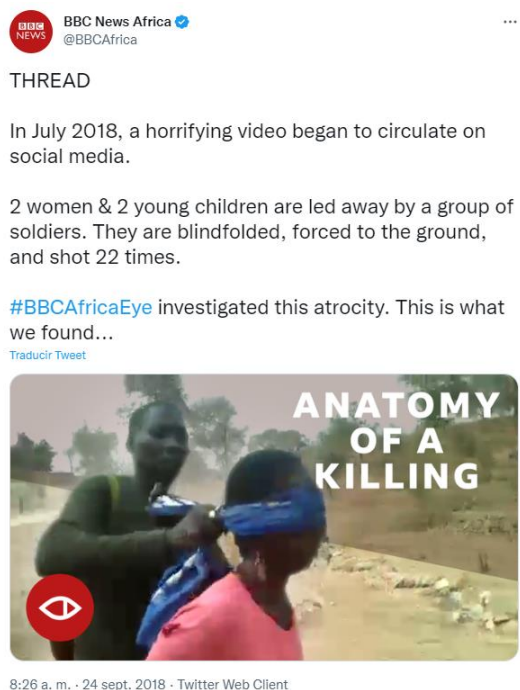 BBC
NEWS
BBC News Africa
@BBCAfrica
THREAD
In July 2018, a horrifying video began to circulate on
social media.
2 women & 2 young children are led away by a group of
soldiers. They are blindfolded, forced to the ground,
and shot 22 times.
#BBCAfricaEye investigated this atrocity. This is what
we found...
Traducir Tweet
ANATOMY
OF A
KILLING
8:26 a. m. · 24 sept. 2018 · Twitter Web Client